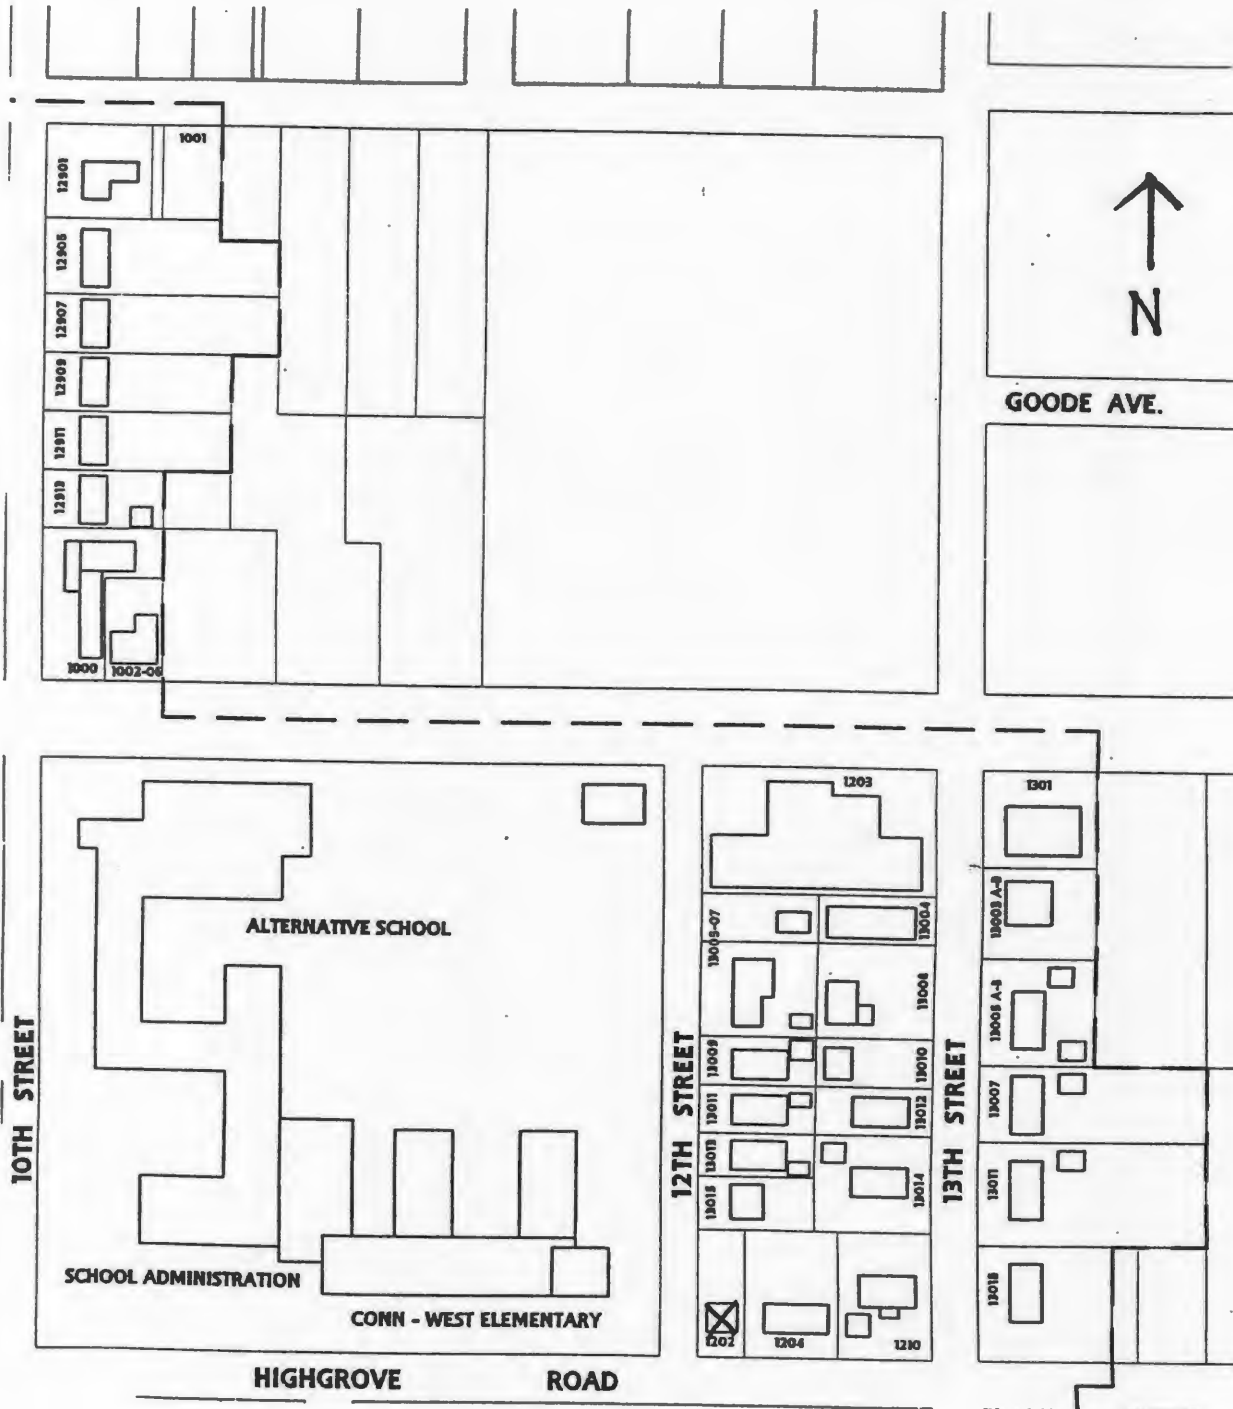 1001
12901
12905
12907
12909
12911
12913
1000
1002-06
N
GOODE AVE.
1203
1301
13005-07
13004
13003 A-B
13008
13005 A-B
13009
13010
13011
13012
13007
13013
13014
13015
13011
1202
1204
1210
ALTERNATIVE SCHOOL
SCHOOL ADMINISTRATION
CONN - WEST ELEMENTARY
10TH STREET
12TH STREET
13TH STREET
HIGHGROVE ROAD